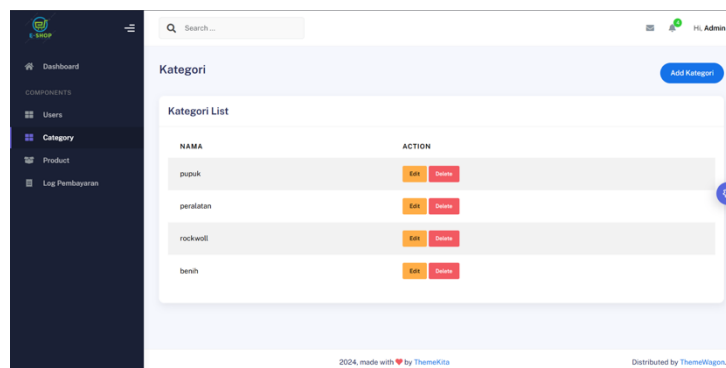 E-SHOP
Search ...
4
Hi, Admin
Dashboard
COMPONENTS
Users
Category
Product
Log Pembayaran
Kategori
Add Kategori
Kategori List
NAMA ACTION
pupuk Edit Delete
peralatan Edit Delete
rockwoll Edit Delete
benih Edit Delete
2024, made with ❤ by ThemeKita
Distributed by ThemeWagon.